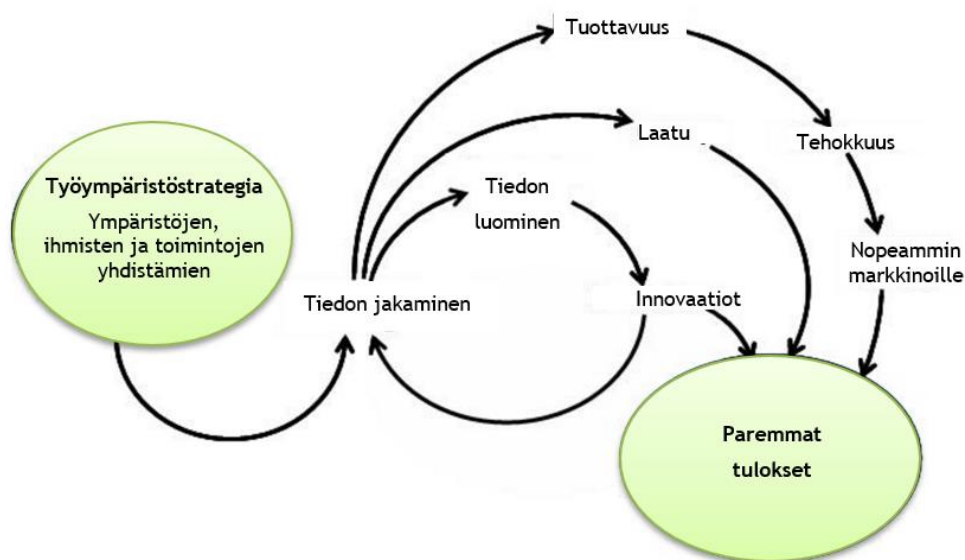 Tuottavuus
Laatu
Tehokkuus
Työympäristöstrategia
Ympäristöjen,
ihmisten ja toimintojen
yhdistämien
Tiedon
luominen
Nopeammin
markkinoille
Tiedon jakaminen
Innovaatiot
Paremmat
tulokset